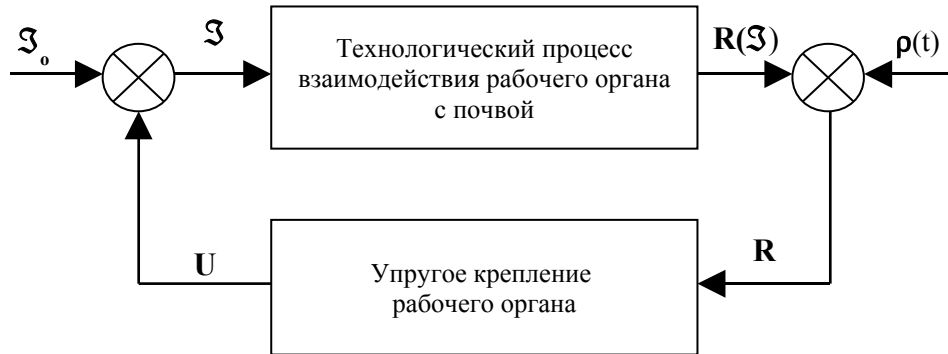 ℑₒ
ℑ
Технологический процесс
взаимодействия рабочего органа
с почвой
R(ℑ)
ρ(t)
U
Упругое крепление
рабочего органа
R